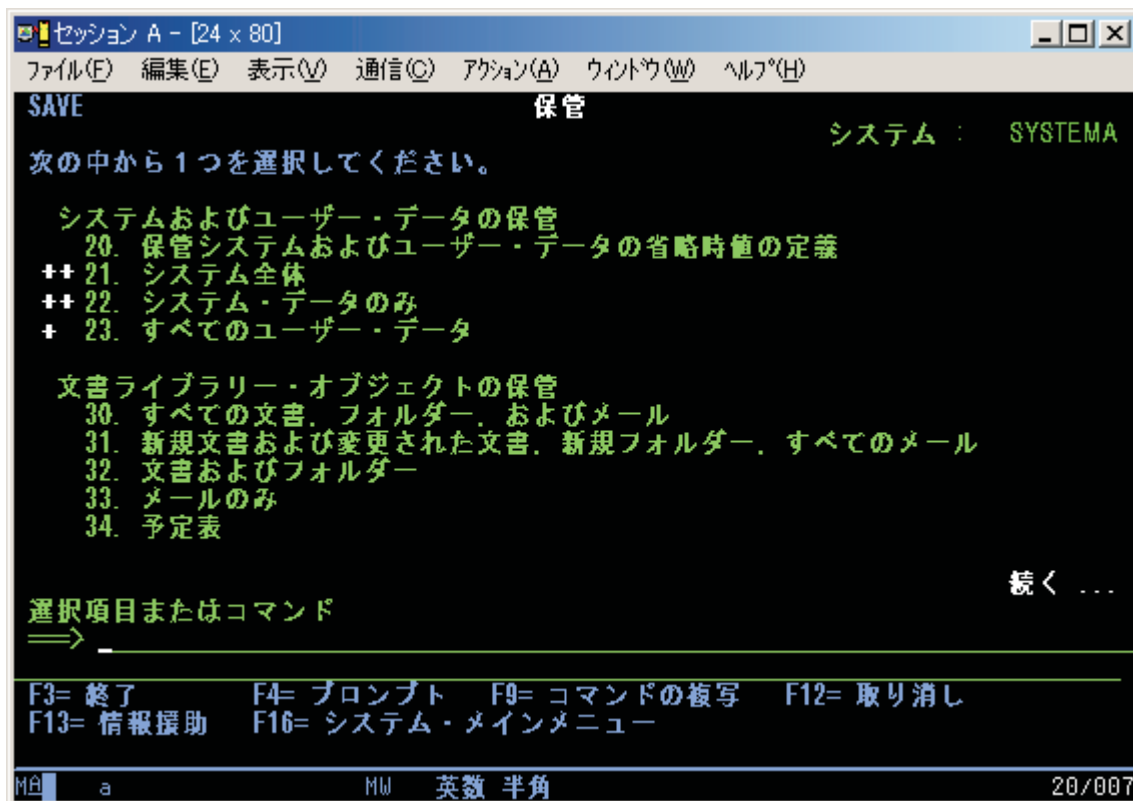 セッション A - [24 x 80]
ファイル(F) 編集(E) 表示(V) 通信(C) アクション(A) ウィンドウ(W) ヘルプ(H)
SAVE 保管
システム : SYSTEMA
次の中から１つを選択してください。
システムおよびユーザー・データの保管
20. 保管システムおよびユーザー・データの省略時値の定義
++ 21. システム全体
++ 22. システム・データのみ
+ 23. すべてのユーザー・データ
文書ライブラリー・オブジェクトの保管
30. すべての文書, フォルダー, およびメール
31. 新規文書および変更された文書, 新規フォルダー, すべてのメール
32. 文書およびフォルダー
33. メールのみ
34. 予定表
続く ...
選択項目またはコマンド
===>
F3= 終了 F4= プロンプト F9= コマンドの複写 F12= 取り消し
F13= 情報援助 F16= システム・メインメニュー
MA a MW 英数 半角 20/007